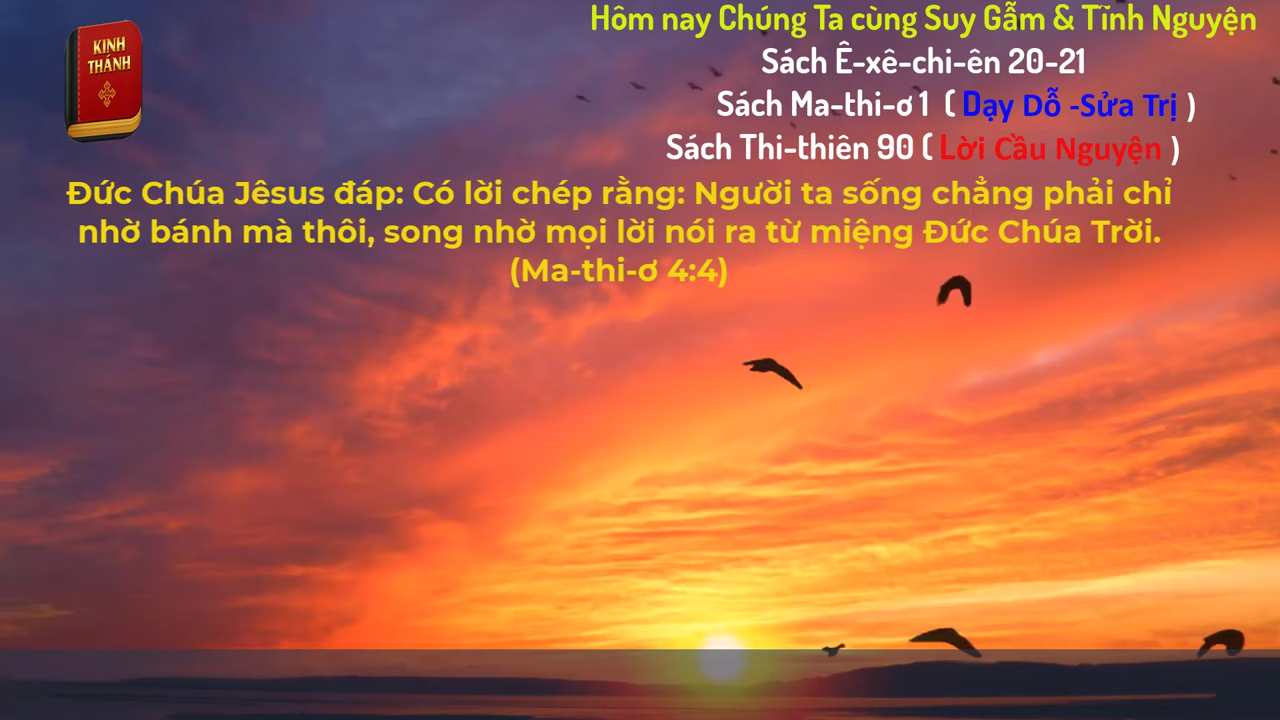 Hôm nay Chúng Ta cùng Suy Gẫm & Tĩnh Nguyện
KINH
THÁNH
Sách Ê-xê-chi-ên 20-21
Sách Ma-thi-ơ 1 ( Dạy Dỗ -Sửa Trị )
Sách Thi-thiên 90 ( Lời Cầu Nguyện )
Đức Chúa Jêsus đáp: Có lời chép rằng: Người ta sống chẳng phải chỉ
nhờ bánh mà thôi, song nhờ mọi lời nói ra từ miệng Đức Chúa Trời.
(Ma-thi-ơ 4:4)